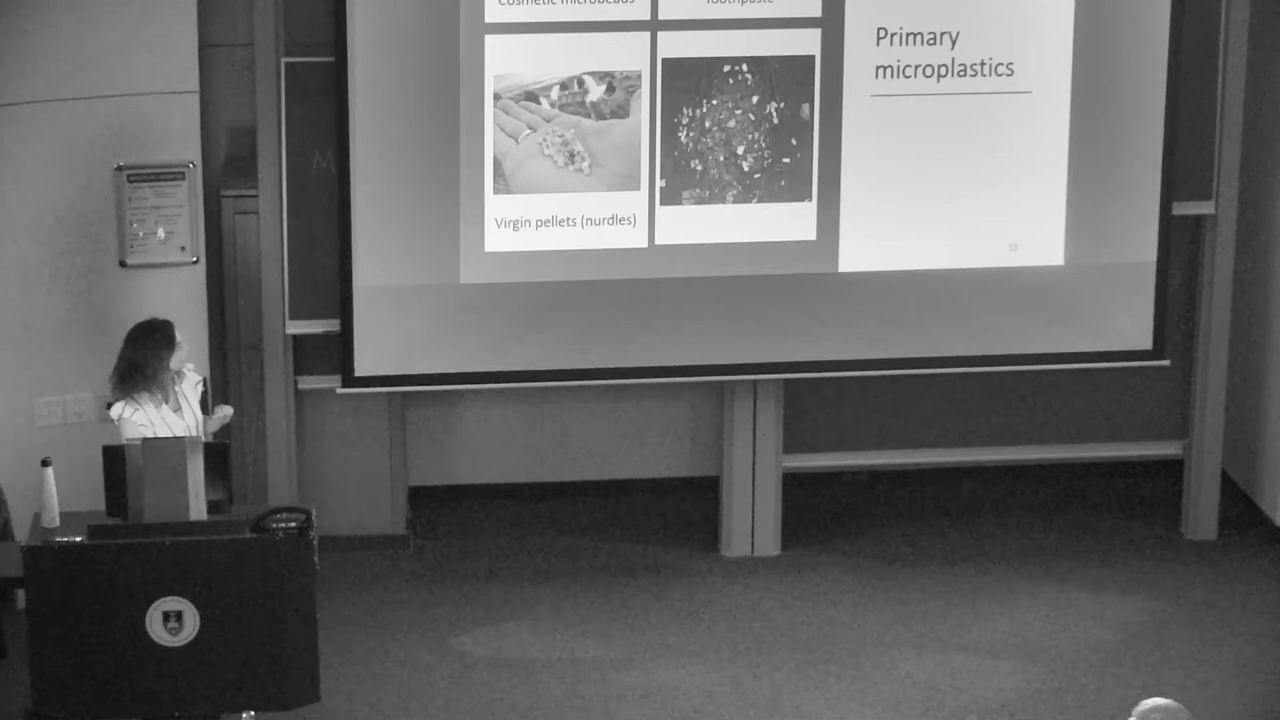 Cosmetic microbeads
Toothpaste
Primary
microplastics
Virgin pellets (nurdles)